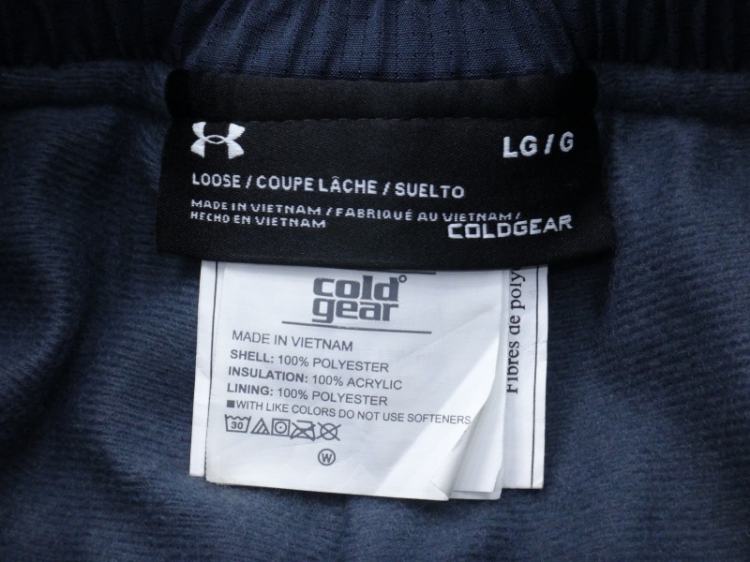 LG / G
LOOSE / COUPE LÂCHE / SUELTO
MADE IN VIETNAM / FABRIQUÉ AU VIETNAM /
HECHO EN VIETNAM
COLDGEAR
cold
gear
MADE IN VIETNAM
SHELL: 100% POLYESTER
INSULATION: 100% ACRYLIC
LINING: 100% POLYESTER
■WITH LIKE COLORS DO NOT USE SOFTENERS
30
W
Fibres de poly